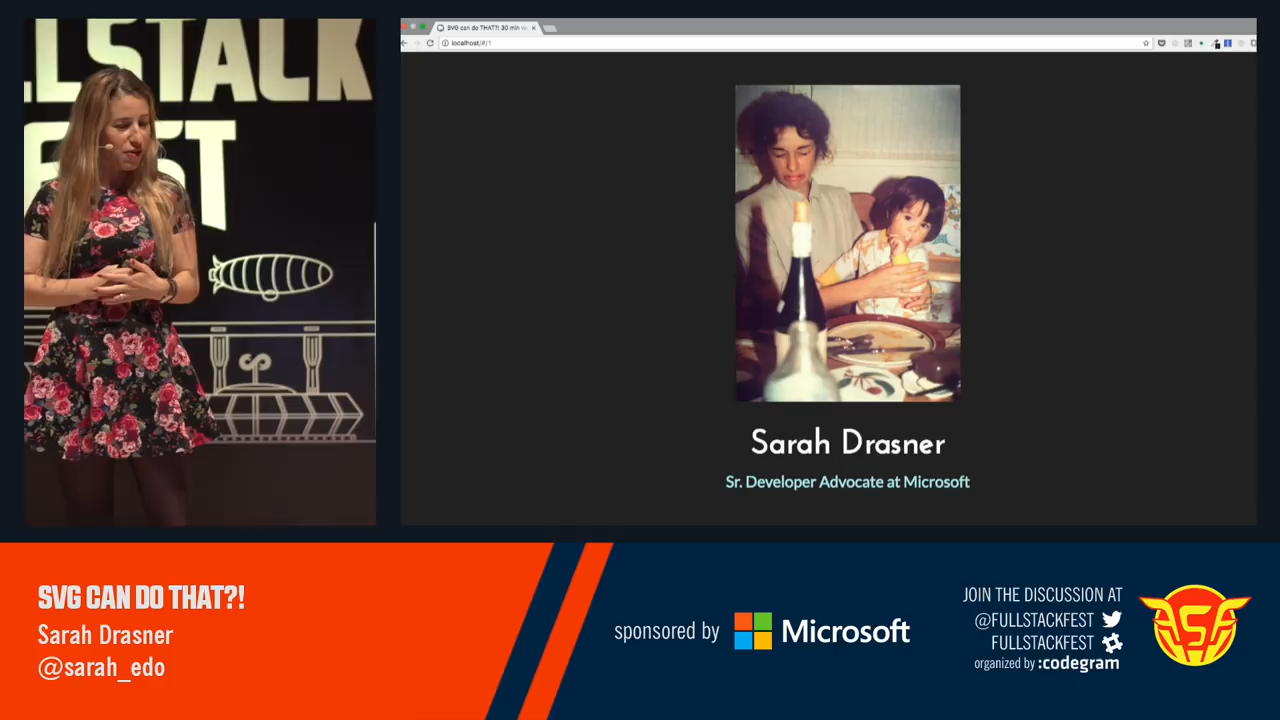 LLSTACK
SVG can do THAT?! 30 min w
localhost/#/1
Sarah Drasner
Sr. Developer Advocate at Microsoft
SVG CAN DO THAT?!
Sarah Drasner
@sarah_edo
sponsored by Microsoft
JOIN THE DISCUSSION AT
@FULLSTACKFEST
FULLSTACKFEST
organized by :codegram